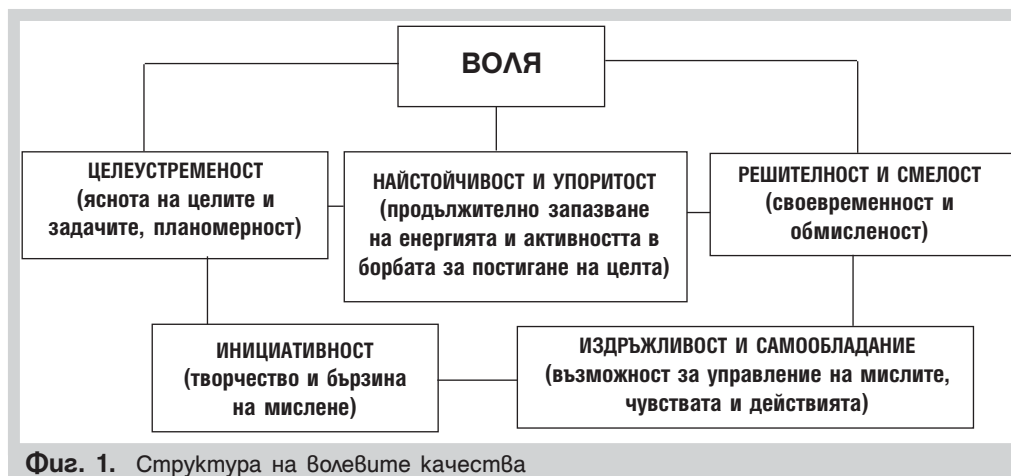 ВОЛЯ
ЦЕЛЕУСТРЕМЕНОСТ
(яснота на целите и
задачите, планомерност)
НАЙСТОЙЧИВОСТ И УПОРИТОСТ
(продължително запазване
на енергията и активността в
борбата за постигане на целта)
РЕШИТЕЛНОСТ И СМЕЛОСТ
(своевременност и
обмисленост)
ИНИЦИАТИВНОСТ
(творчество и бързина
на мислене)
ИЗДРЪЖЛИВОСТ И САМООБЛАДАНИЕ
(възможност за управление на мислите,
чувствата и действията)
Фиг. 1. Структура на волевите качества